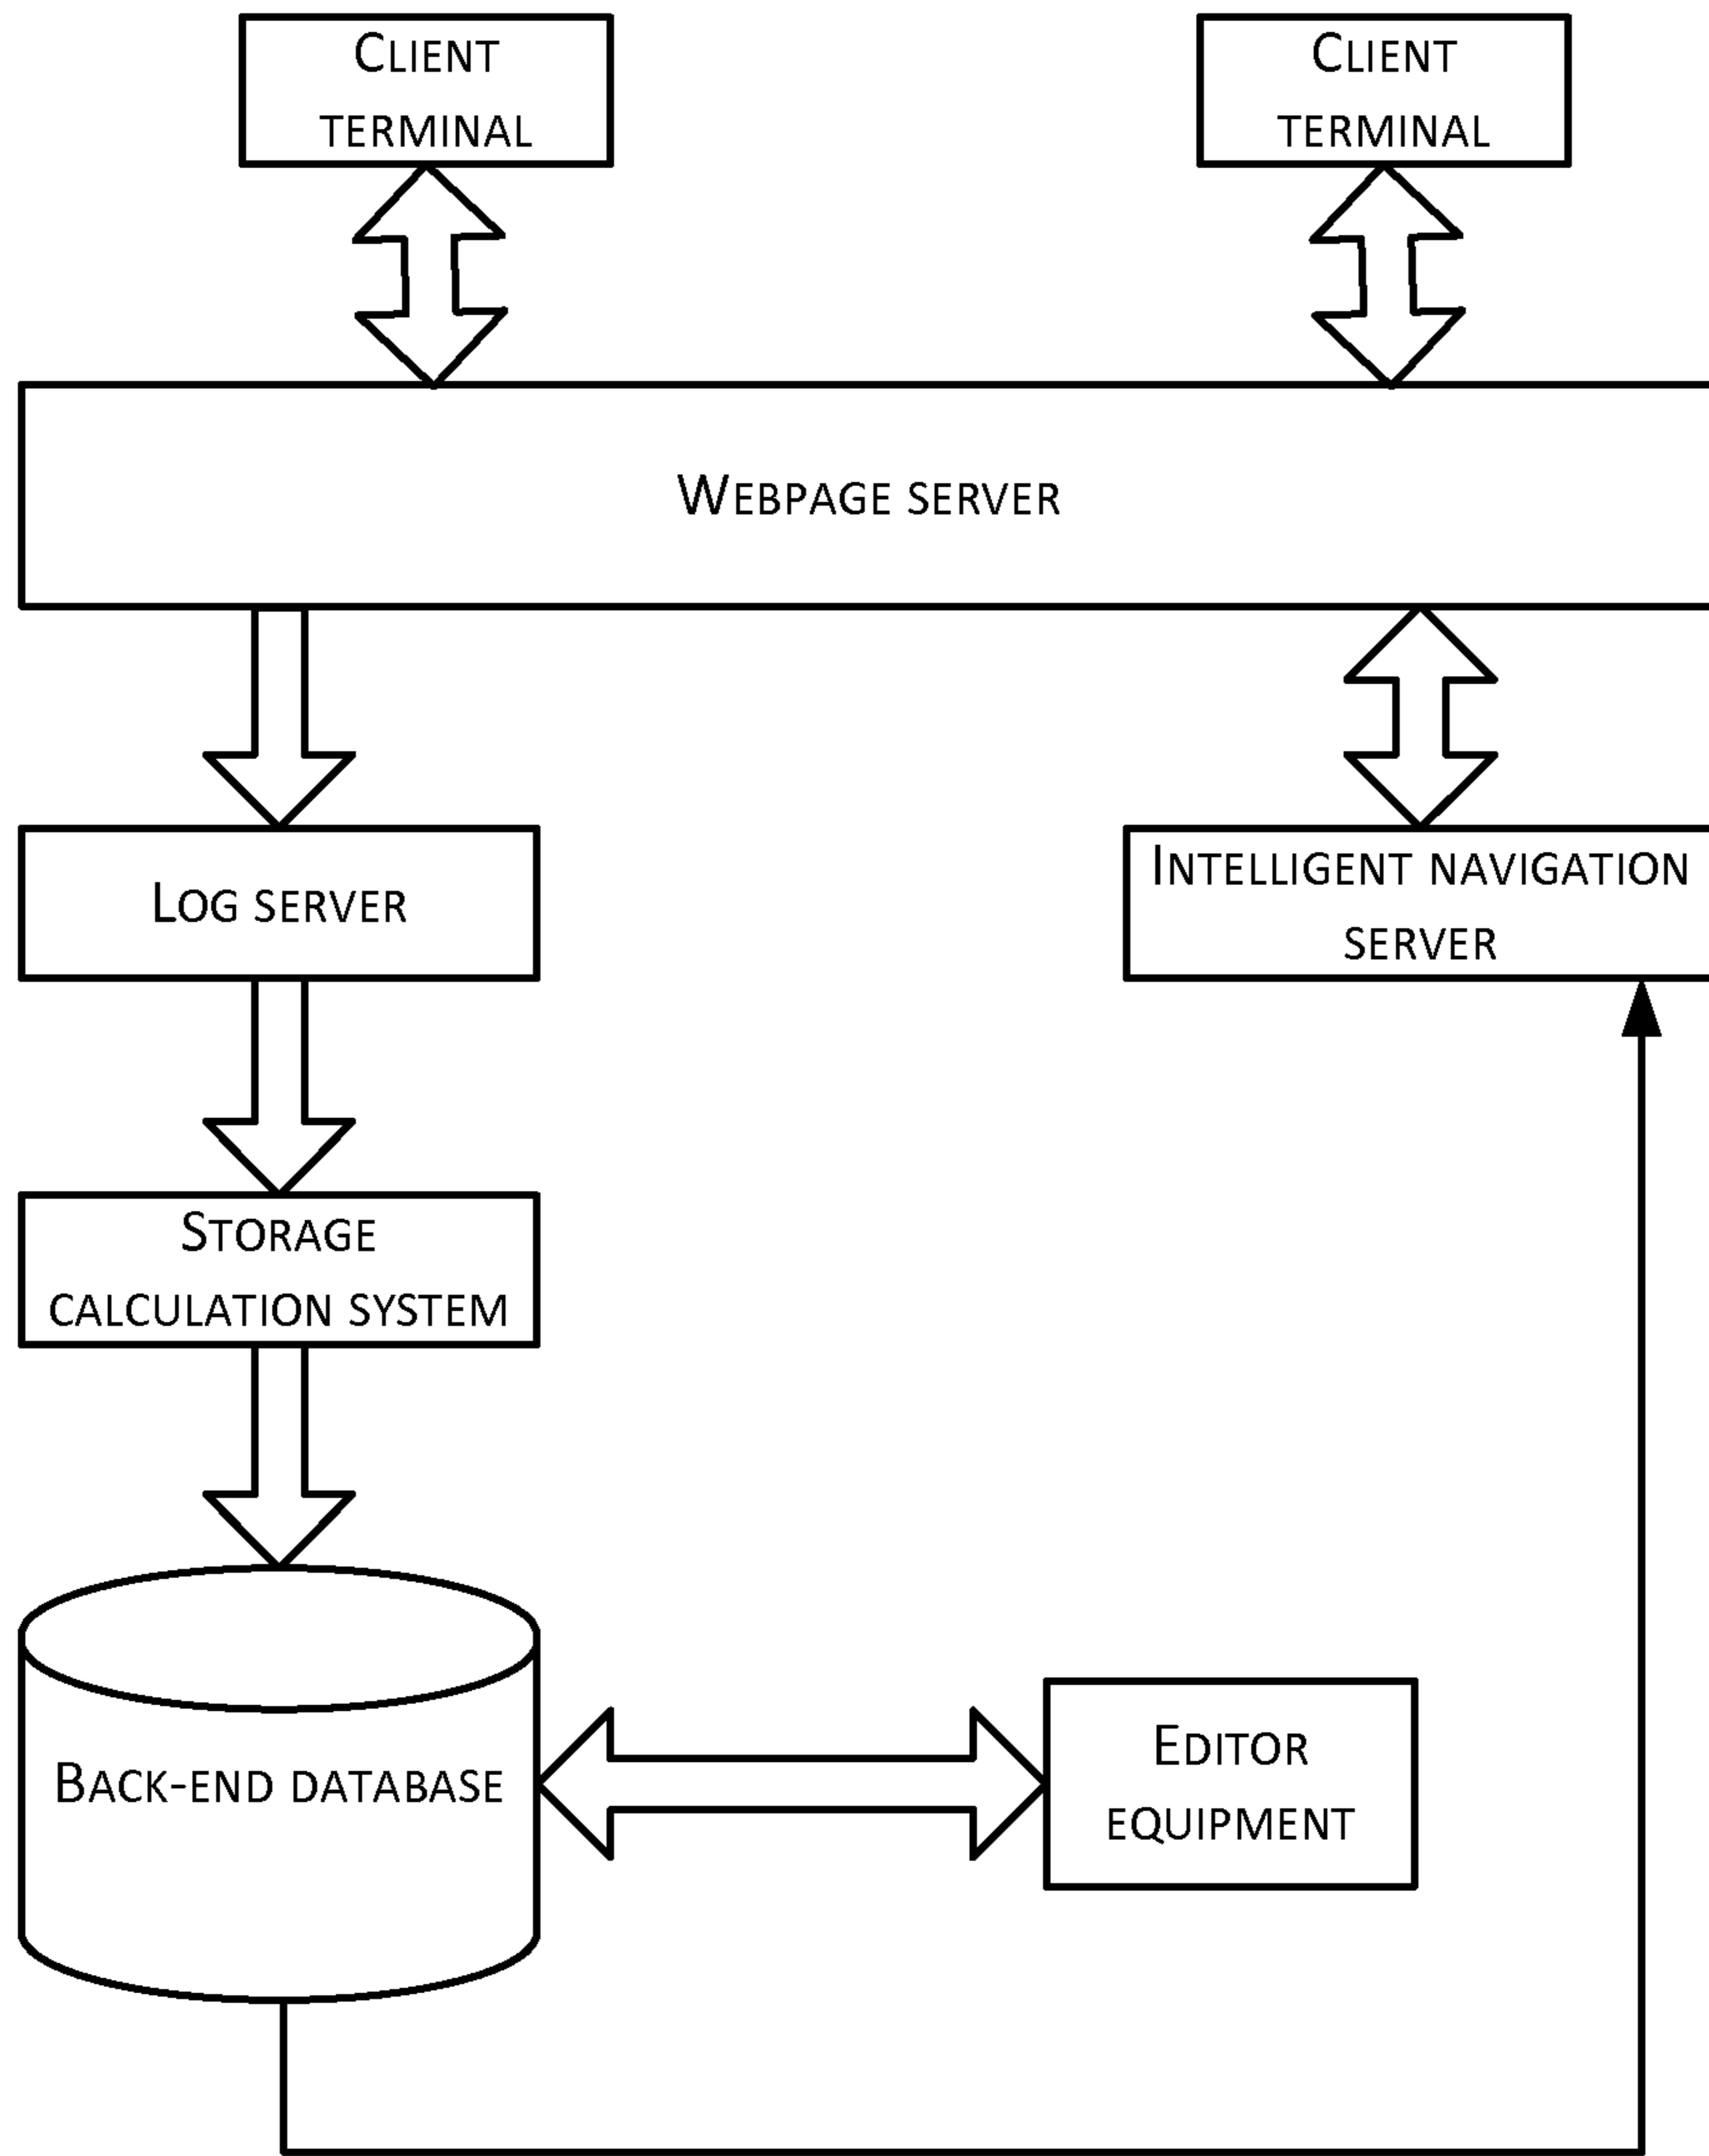 Client
terminal
Client
terminal
Webpage server
Log server
Intelligent navigation
server
Storage
calculation system
Back-end database
Editor
equipment